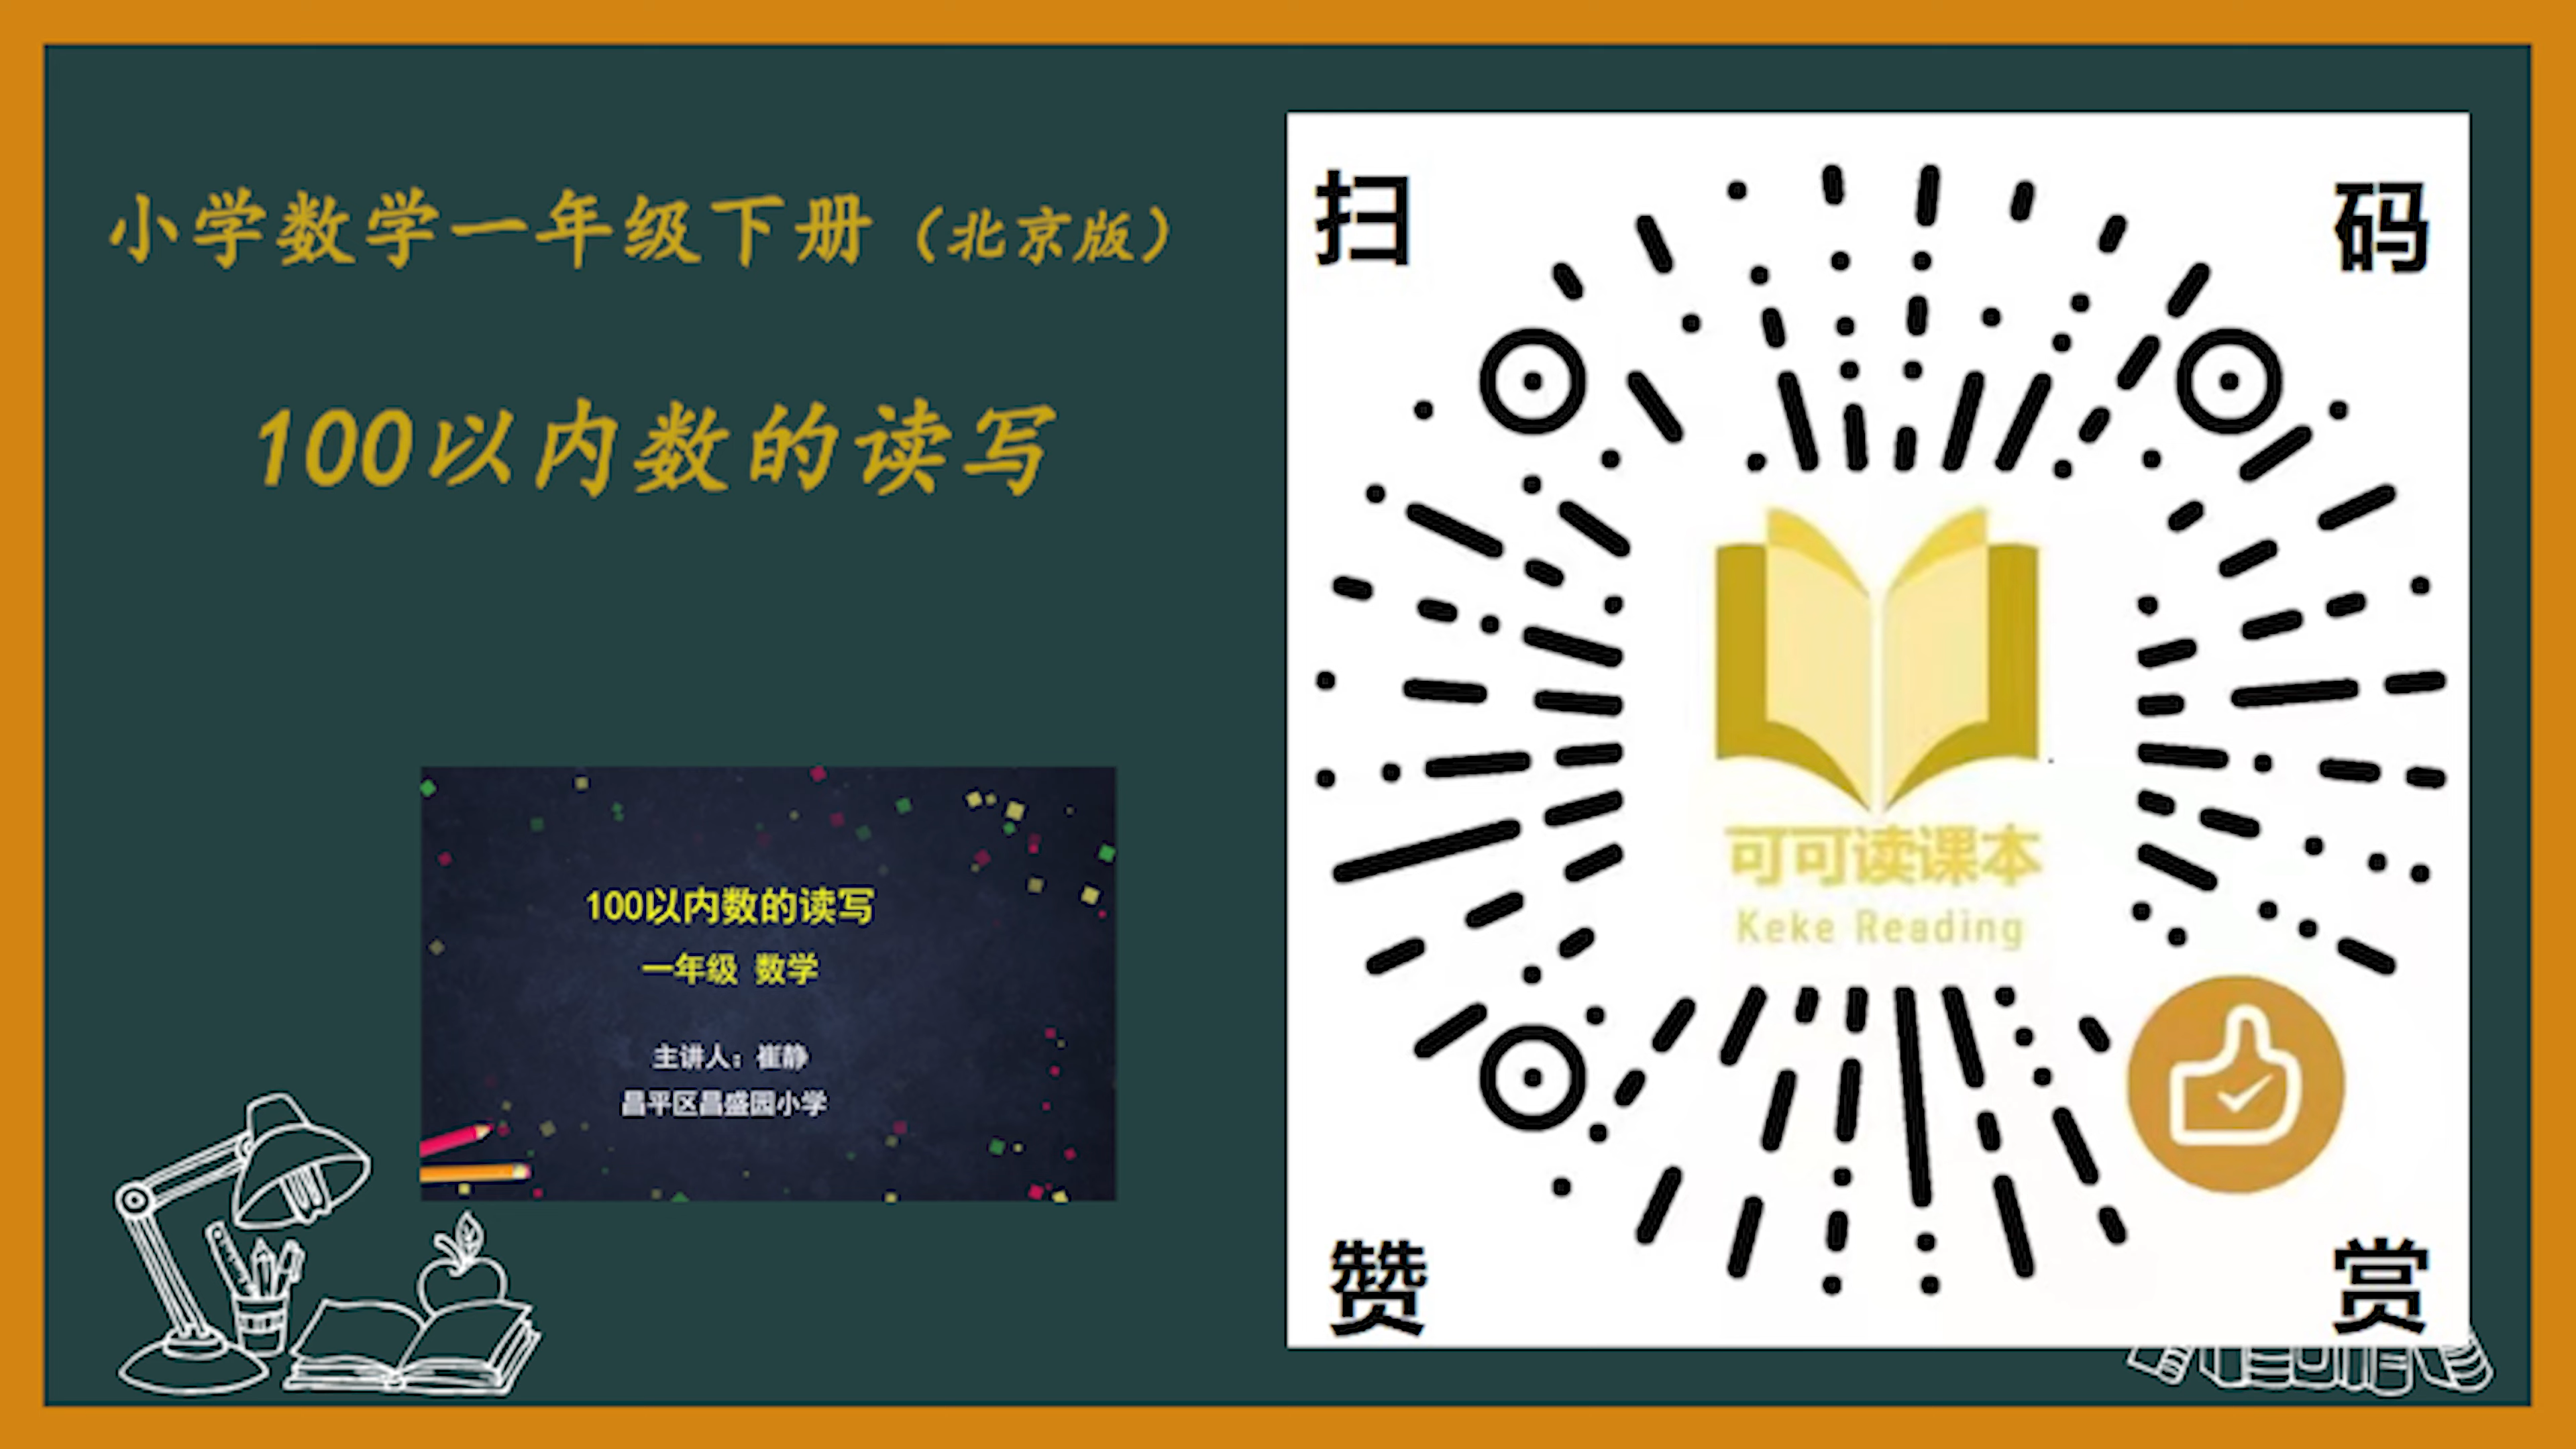 小学数学一年级下册（北京版）
100以内数的读写
100以内数的读写
一年级 数学
主讲人：崔静
昌平区昌盛园小学
扫 码
可可读课本
Keke Reading
赞 赏